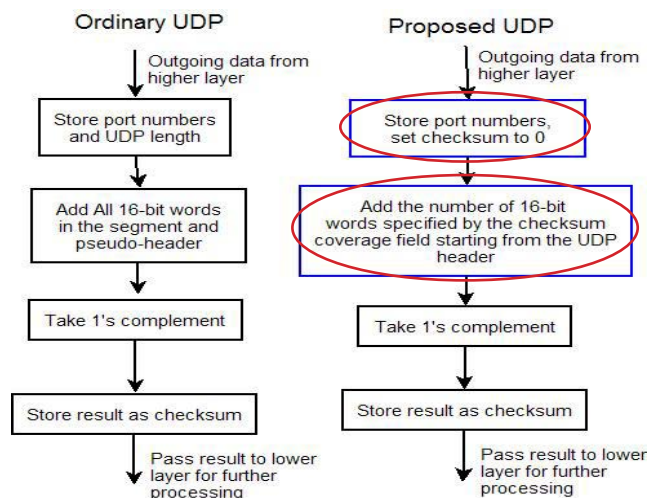 Ordinary UDP
Outgoing data from
higher layer
Store port numbers
and UDP length
Add All 16-bit words
in the segment and
pseudo-header
Take 1's complement
Store result as checksum
Pass result to lower
layer for further
processing
Proposed UDP
Outgoing data from
higher layer
Store port numbers,
set checksum to 0
Add the number of 16-bit
words specified by the checksum
coverage field starting from the UDP
header
Take 1's complement
Store result as checksum
Pass result to lower
layer for further
processing